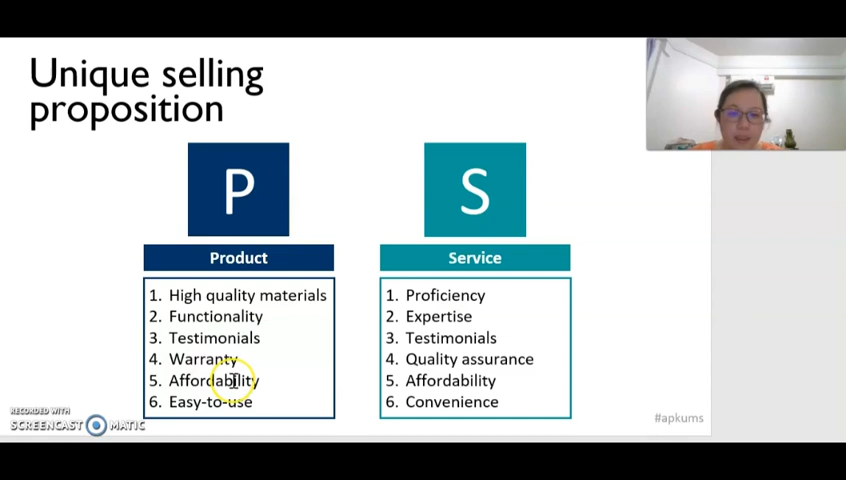 Unique selling
proposition
P
S
Product
Service
1. High quality materials
2. Functionality
3. Testimonials
4. Warranty
5. Affordability
6. Easy-to-use
1. Proficiency
2. Expertise
3. Testimonials
4. Quality assurance
5. Affordability
6. Convenience
RECORDED WITH
SCREENCAST MATIC
#apkums